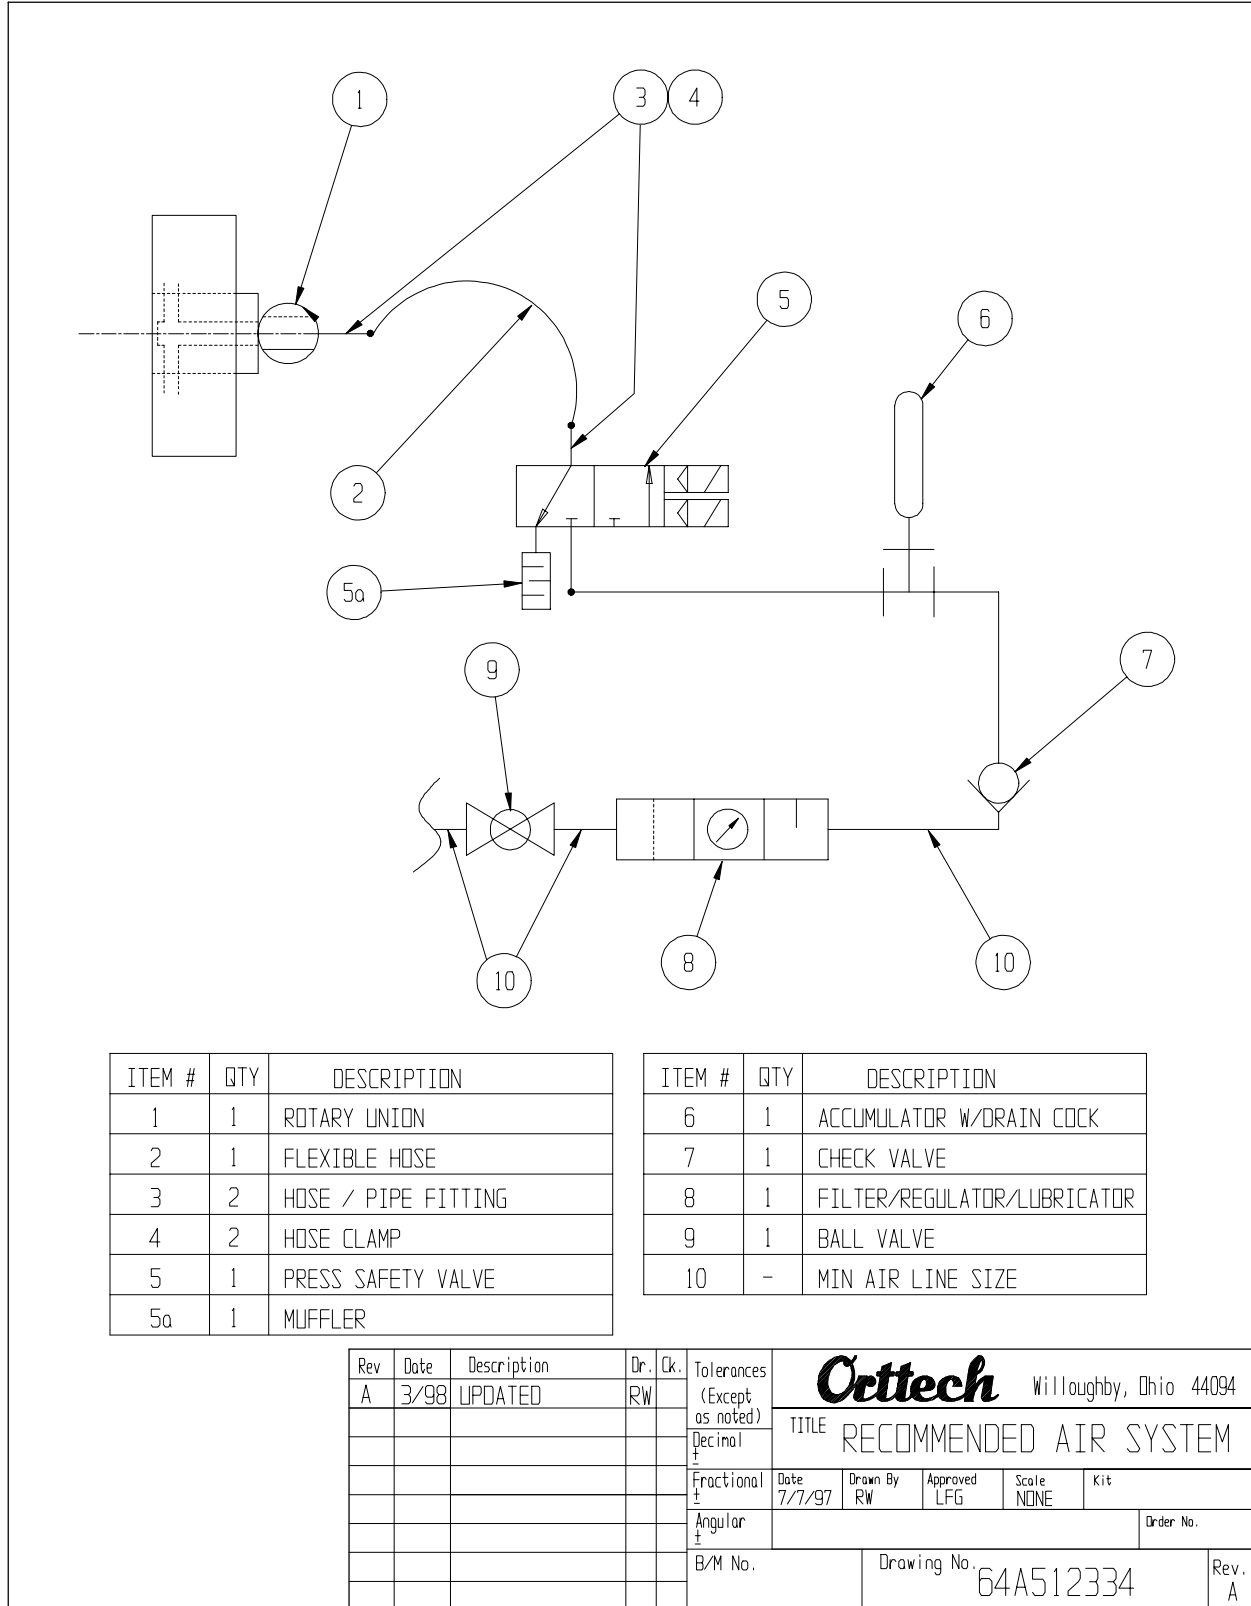 1
3 4
5
6
2
5a
9
7
10
8
10
ITEM # QTY DESCRIPTION
1 1 ROTARY UNION
2 1 FLEXIBLE HOSE
3 2 HOSE / PIPE FITTING
4 2 HOSE CLAMP
5 1 PRESS SAFETY VALVE
5a 1 MUFFLER
ITEM # QTY DESCRIPTION
6 1 ACCUMULATOR W/DRAIN COCK
7 1 CHECK VALVE
8 1 FILTER/REGULATOR/LUBRICATOR
9 1 BALL VALVE
10 - MIN AIR LINE SIZE
Rev Date Description Dr. Ck.
A 3/98 UPDATED RW
Tolerances
(Except
as noted)
Decimal
±
Fractional
±
Angular
±
Orttech Willoughby, Ohio 44094
TITLE RECOMMENDED AIR SYSTEM
Date Drawn By Approved Scale Kit
7/7/97 RW LFG NONE
Order No.
B/M No.
Drawing No. 64A512334
Rev.
A